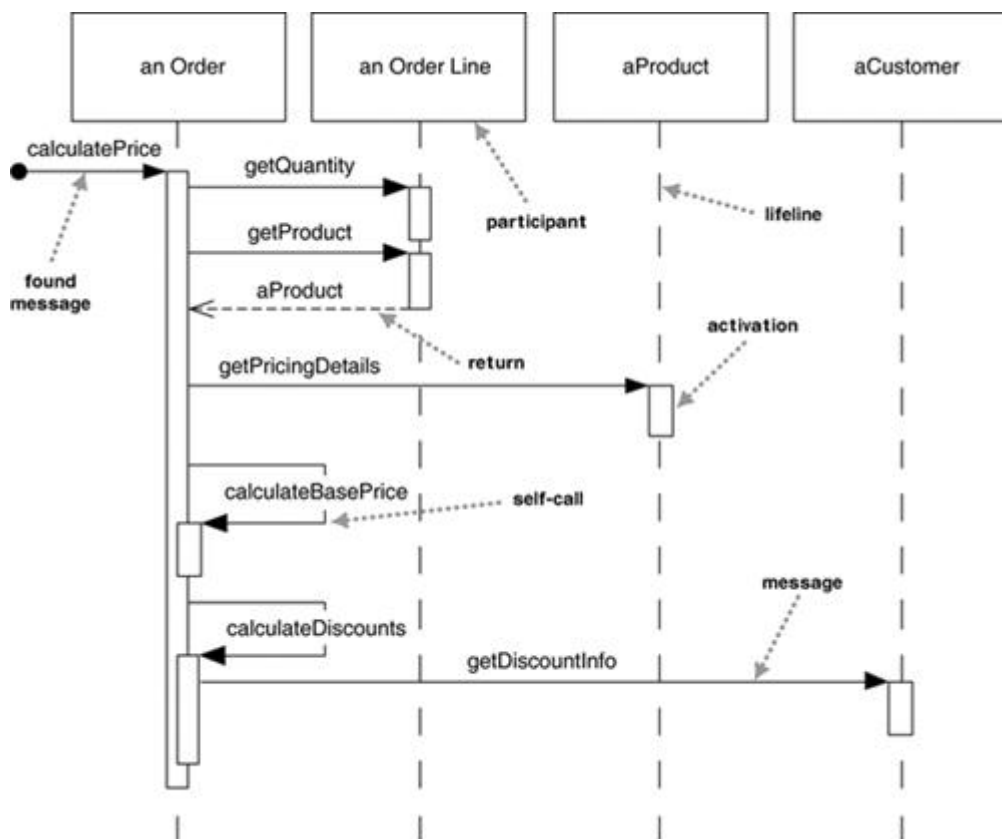 an Order
an Order Line
aProduct
aCustomer
calculatePrice
getQuantity
participant
lifeline
getProduct
found
message
aProduct
activation
return
getPricingDetails
calculateBasePrice
self-call
message
calculateDiscounts
getDiscountInfo